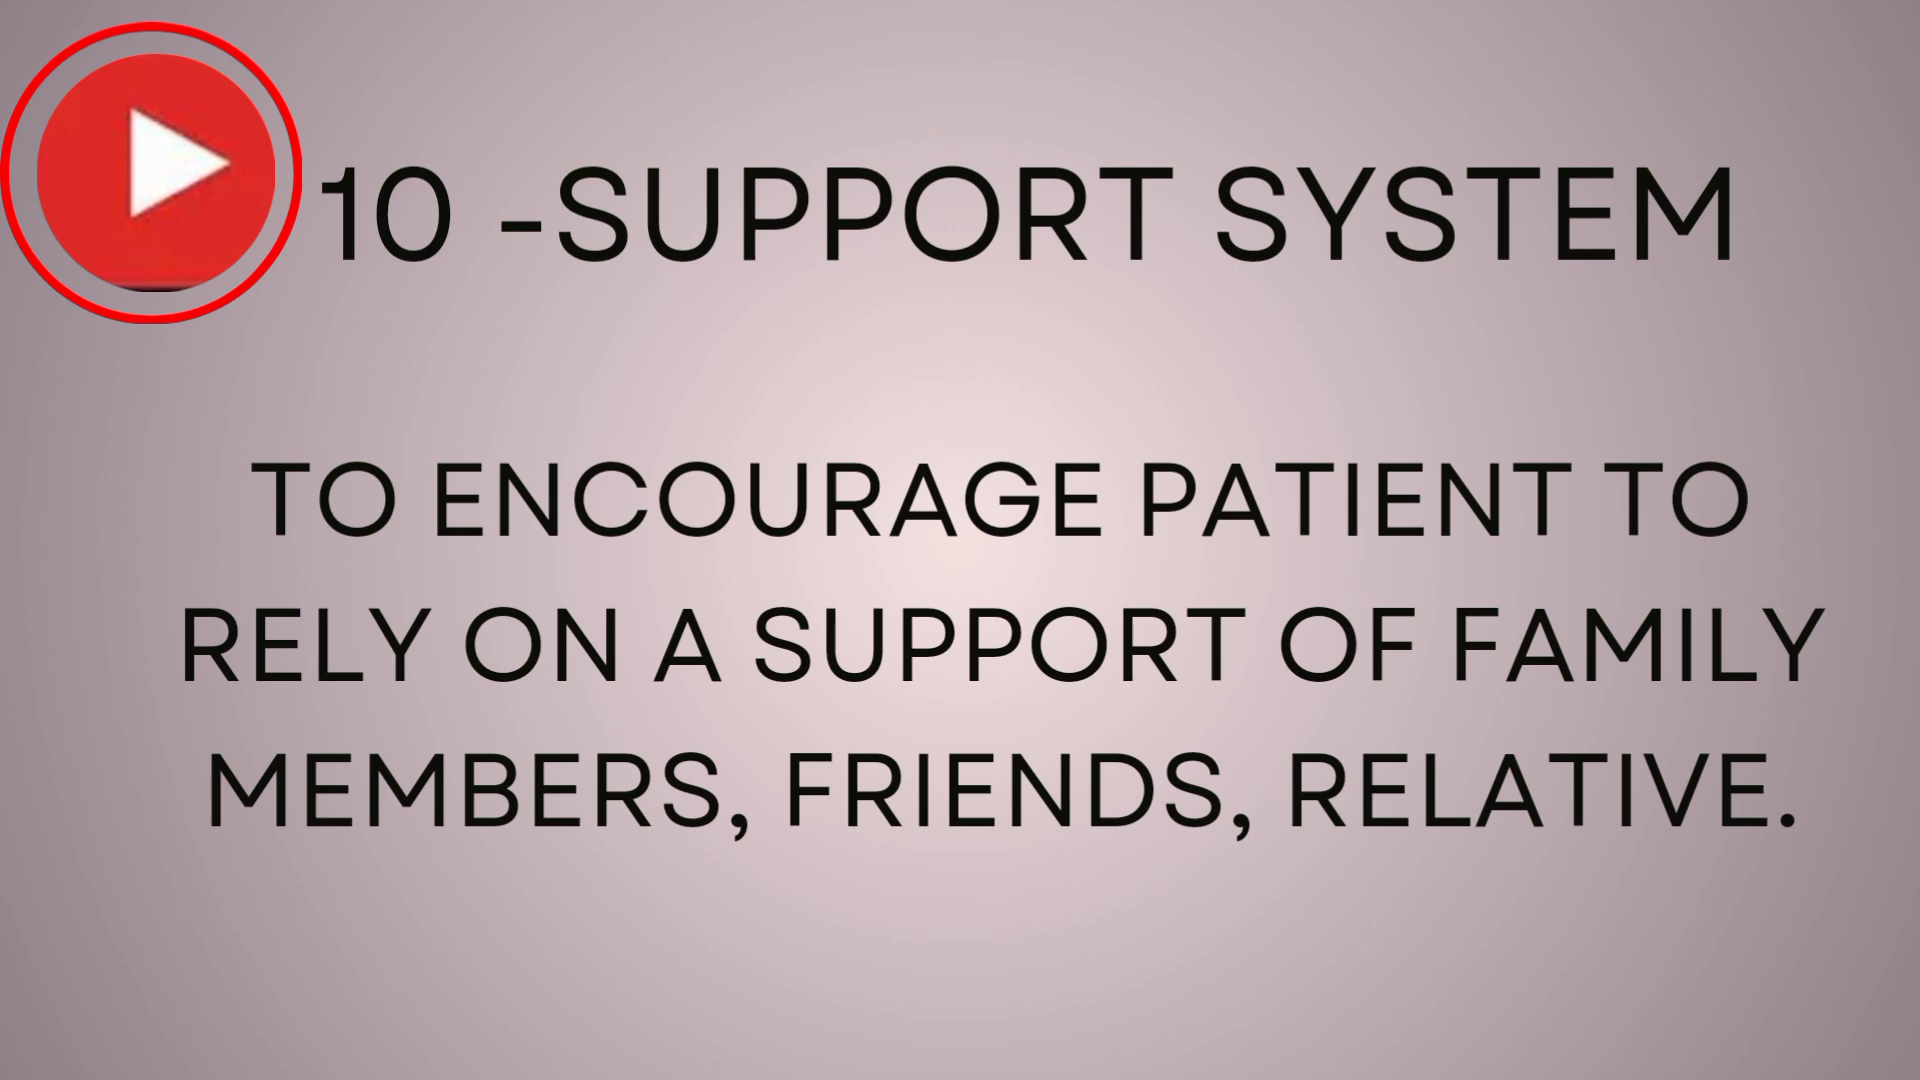 10 -SUPPORT SYSTEM
TO ENCOURAGE PATIENT TO
RELY ON A SUPPORT OF FAMILY
MEMBERS, FRIENDS, RELATIVE.